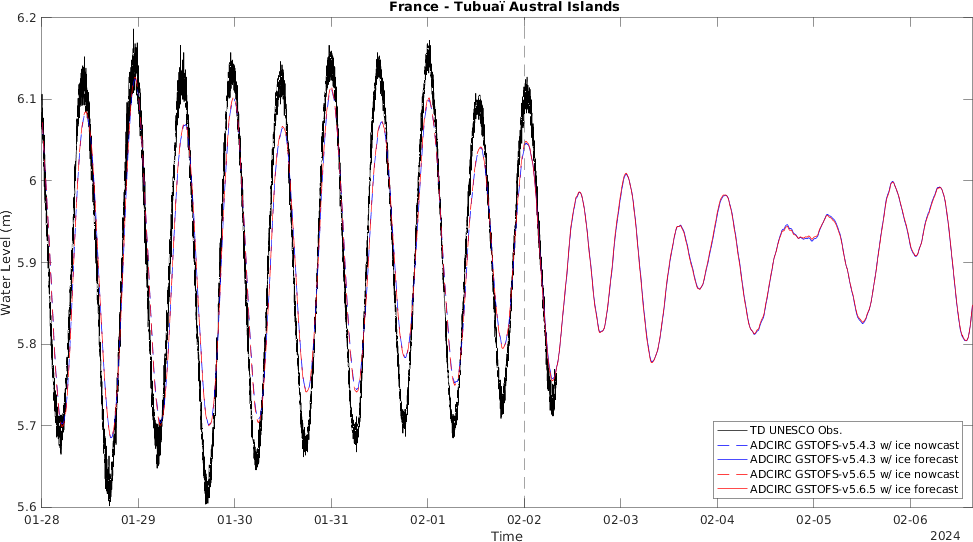 France - Tubuaï Austral Islands
6.2
6.1
6
5.9
5.8
5.7
5.6
Water Level (m)
TD UNESCO Obs.
ADCIRC GSTOFS-v5.4.3 w/ ice nowcast
ADCIRC GSTOFS-v5.4.3 w/ ice forecast
ADCIRC GSTOFS-v5.6.5 w/ ice nowcast
ADCIRC GSTOFS-v5.6.5 w/ ice forecast
01-28 01-29 01-30 01-31 02-01 02-02 02-03 02-04 02-05 02-06
Time
2024